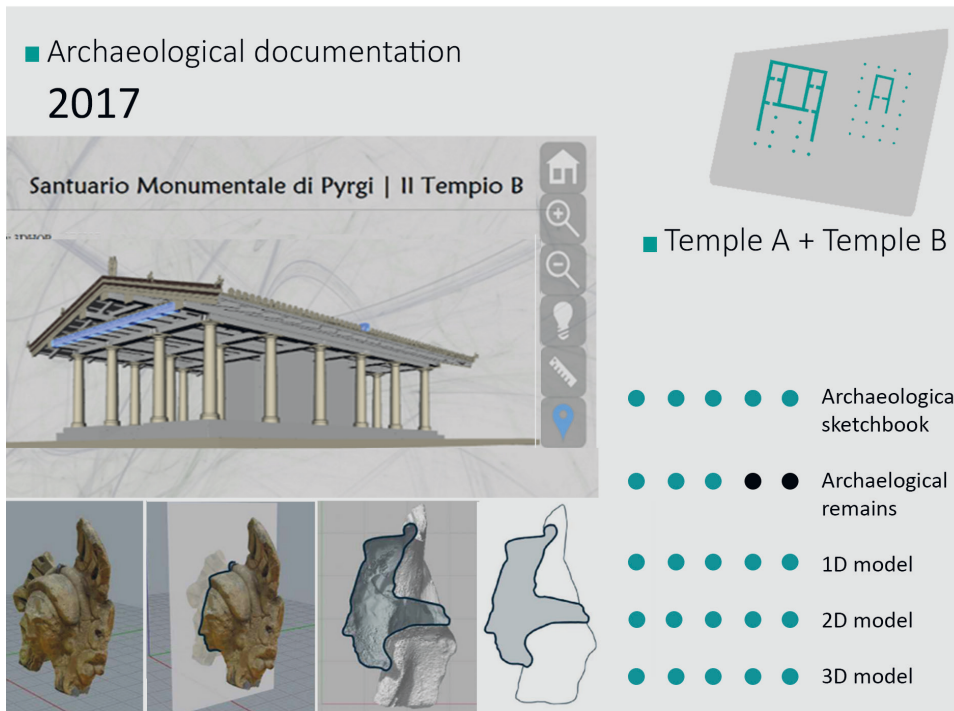 Archaeological documentation
2017
Santuario Monumentale di Pyrgi | Il Tempio B
3DHOP
Temple A + Temple B
Archaeologica
sketchbook
Archaelogical
remains
1D model
2D model
3D model